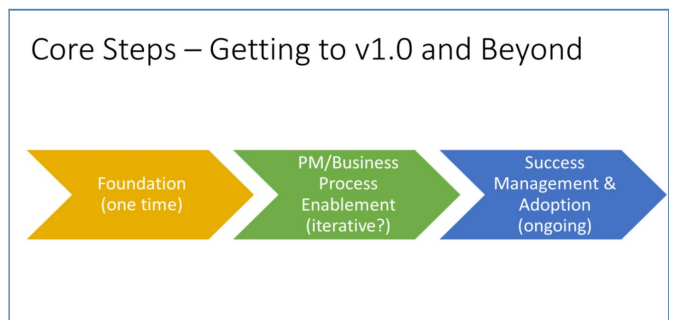 Core Steps – Getting to v1.0 and Beyond
Foundation
(one time)
PM/Business
Process
Enablement
(iterative?)
Success
Management &
Adoption
(ongoing)